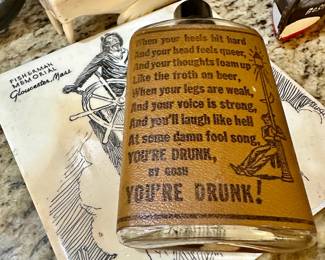 FISHERMAN
MEMORIAL
Gloucester, Mass
When your heels hit hard
And your head feels queer,
And your thoughts foam up
Like the froth on beer,
When your legs are weak,
And your voice is strong,
And you'll laugh like hell
At some damn fool song
YOU'RE DRUNK,
BY GOSH
YOU'RE DRUNK!